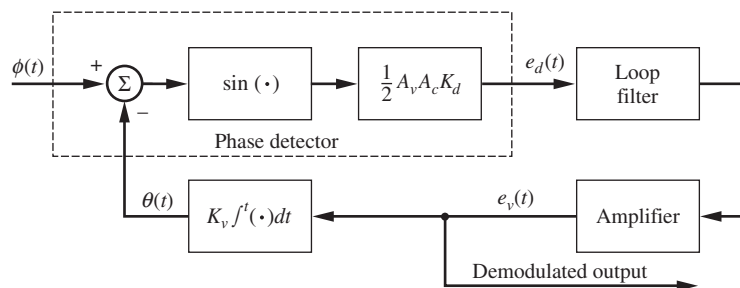 ϕ(t)
+
Σ
−
sin (·)
1/2 A_v A_c K_d
e_d(t)
Loop
filter
Phase detector
θ(t)
K_v ∫^t (·)dt
e_v(t)
Amplifier
Demodulated output